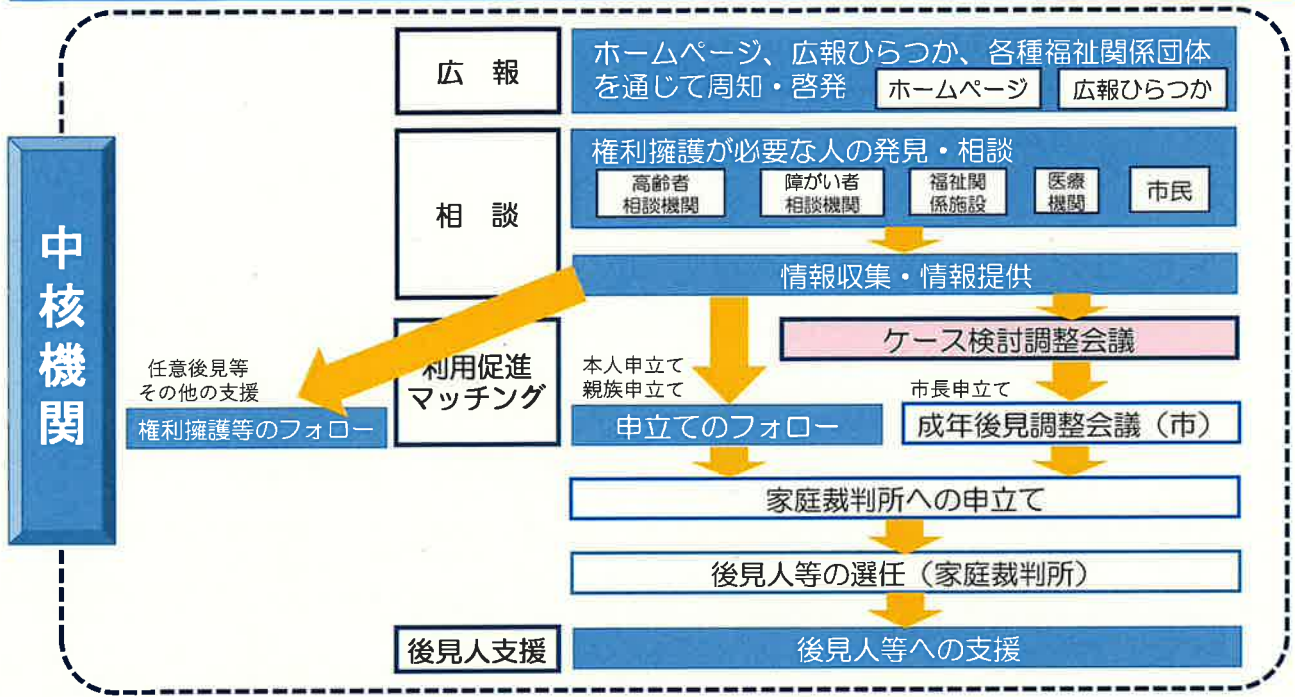 中核機関
広 報
ホームページ、広報ひらつか、各種福祉関係団体
を通じて周知・啓発
ホームページ
広報ひらつか
相 談
権利擁護が必要な人の発見・相談
高齢者
相談機関
障がい者
相談機関
福祉関
係施設
医療
機関
市民
情報収集・情報提供
利用促進
マッチング
ケース検討調整会議
任意後見等
その他の支援
権利擁護等のフォロー
本人申立て
親族申立て
申立てのフォロー
市長申立て
成年後見調整会議（市）
家庭裁判所への申立て
後見人等の選任（家庭裁判所）
後見人支援
後見人等への支援